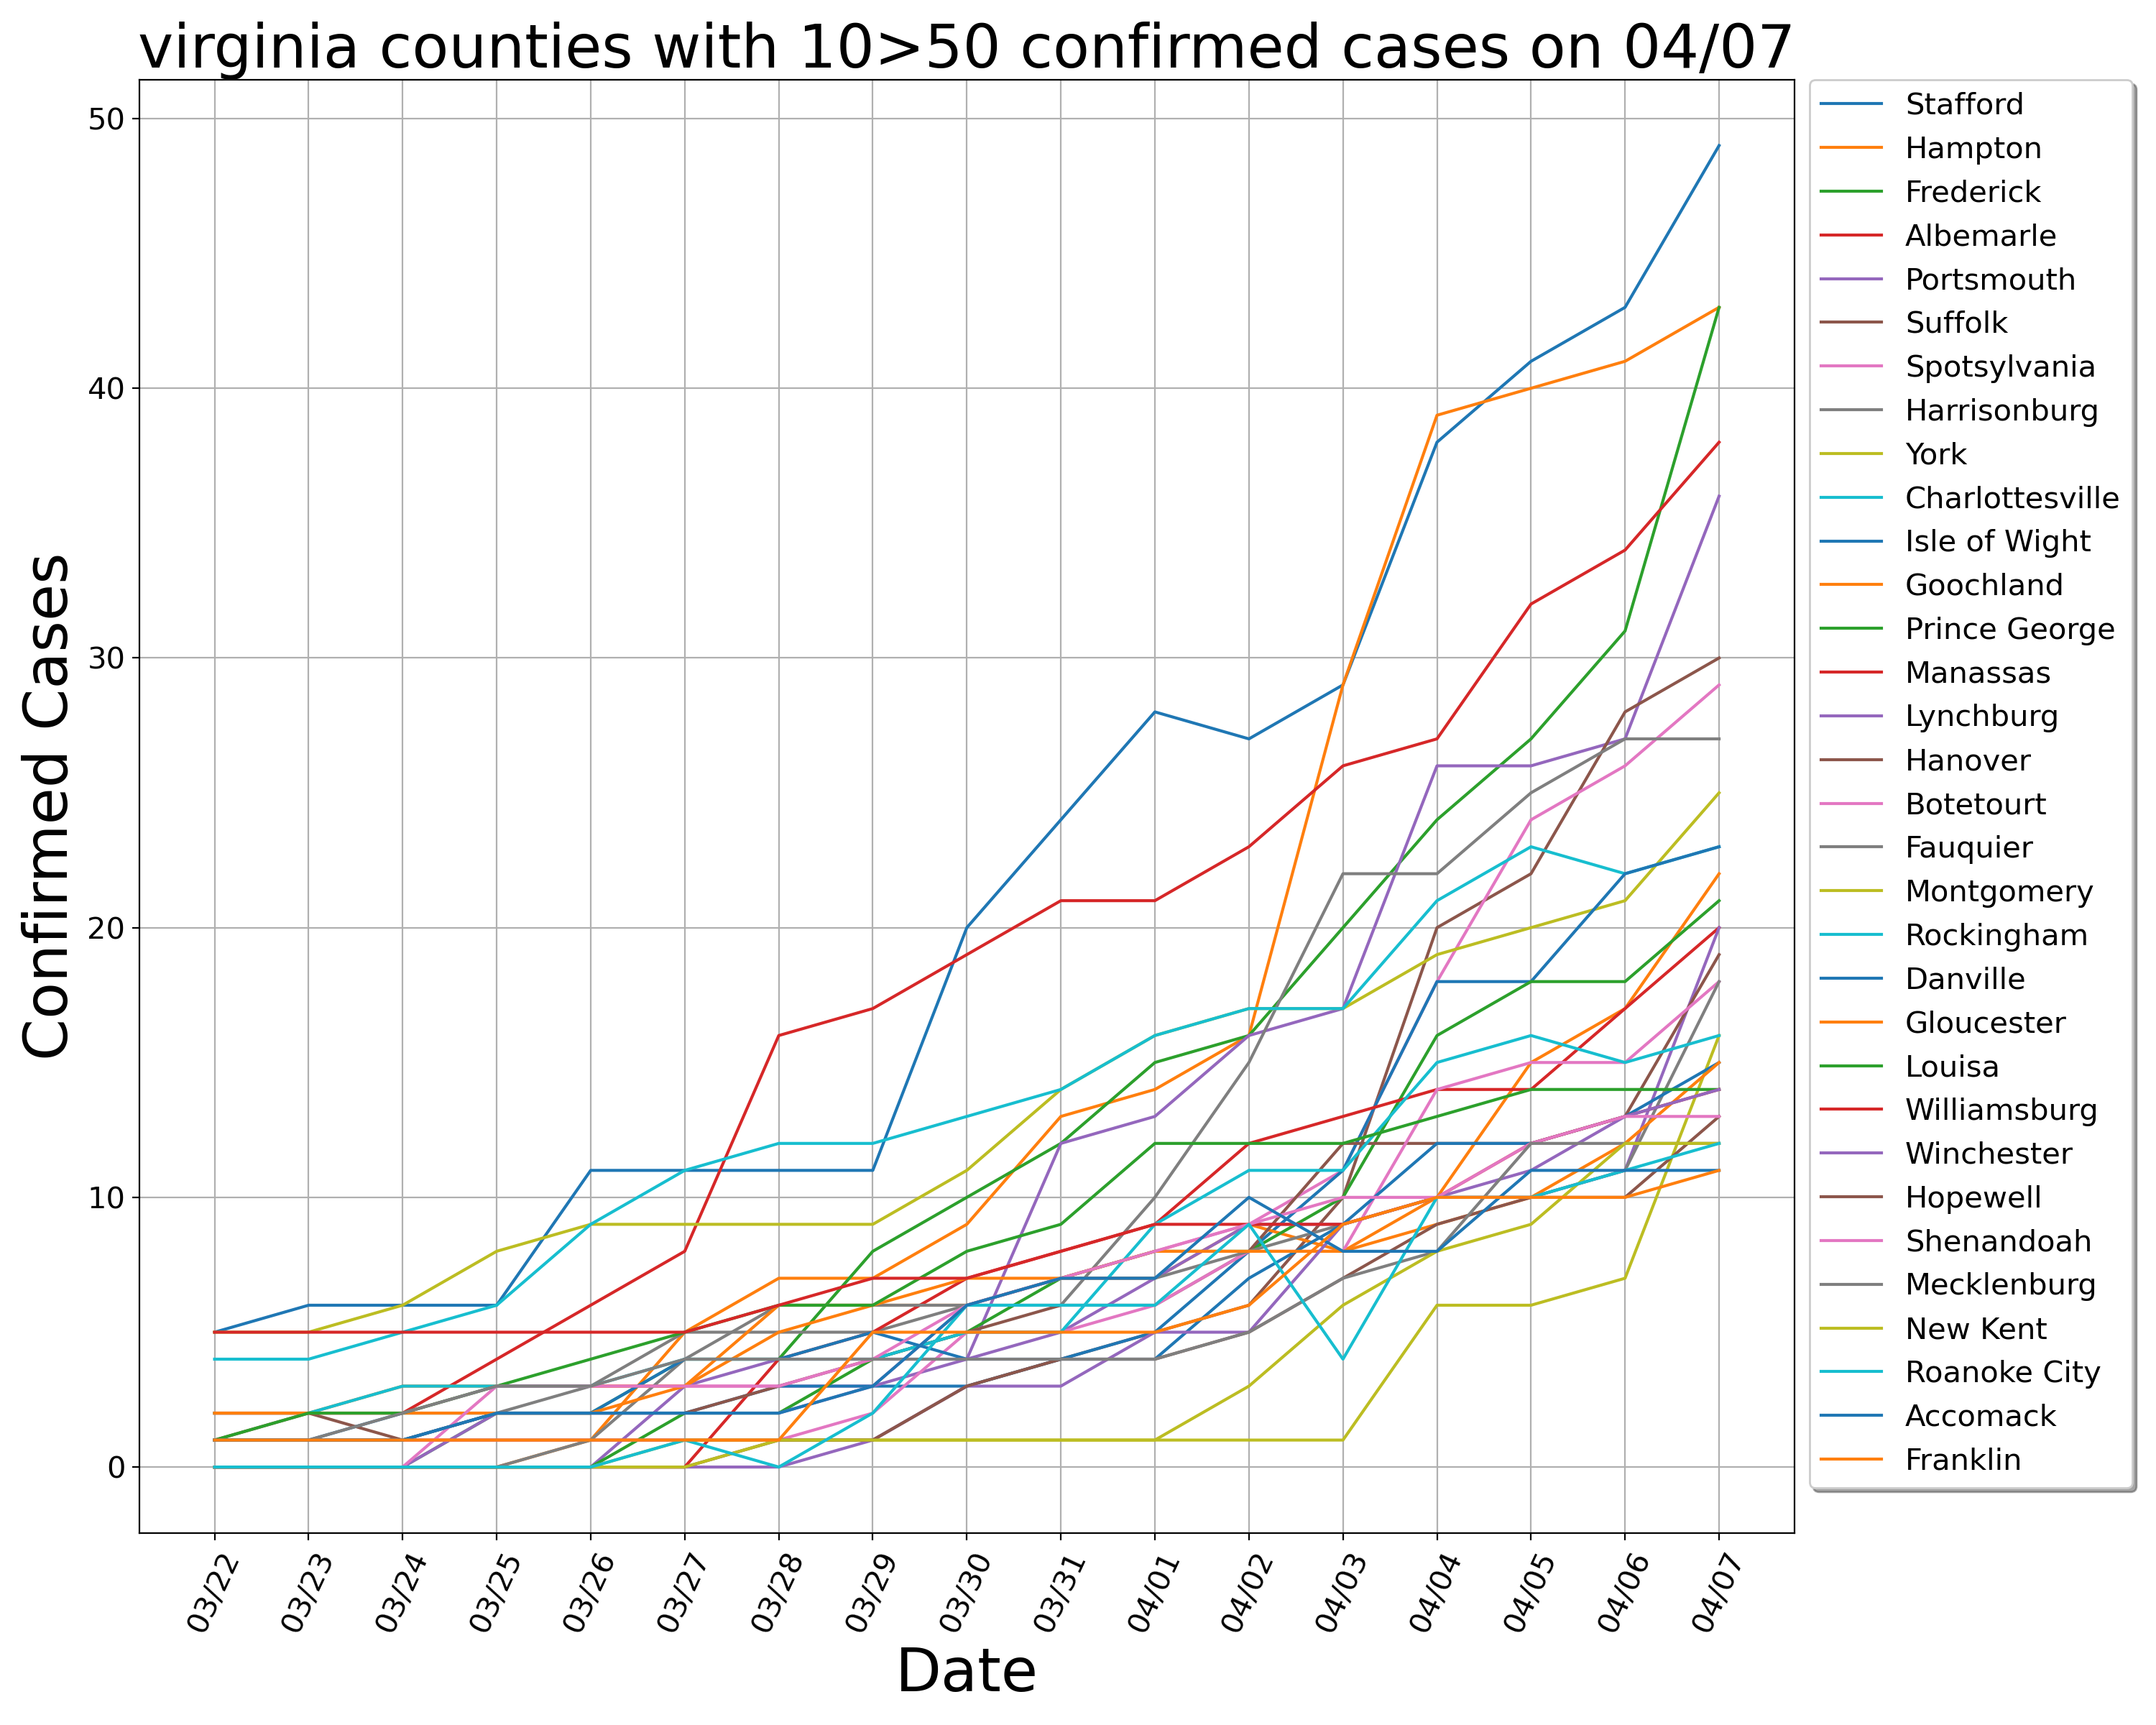 virginia counties with 10>50 confirmed cases on 04/07
Confirmed Cases
50
40
30
20
10
0
03/22
03/23
03/24
03/25
03/26
03/27
03/28
03/29
03/30
03/31
04/01
04/02
04/03
04/04
04/05
04/06
04/07
Date
Stafford
Hampton
Frederick
Albemarle
Portsmouth
Suffolk
Spotsylvania
Harrisonburg
York
Charlottesville
Isle of Wight
Goochland
Prince George
Manassas
Lynchburg
Hanover
Botetourt
Fauquier
Montgomery
Rockingham
Danville
Gloucester
Louisa
Williamsburg
Winchester
Hopewell
Shenandoah
Mecklenburg
New Kent
Roanoke City
Accomack
Franklin